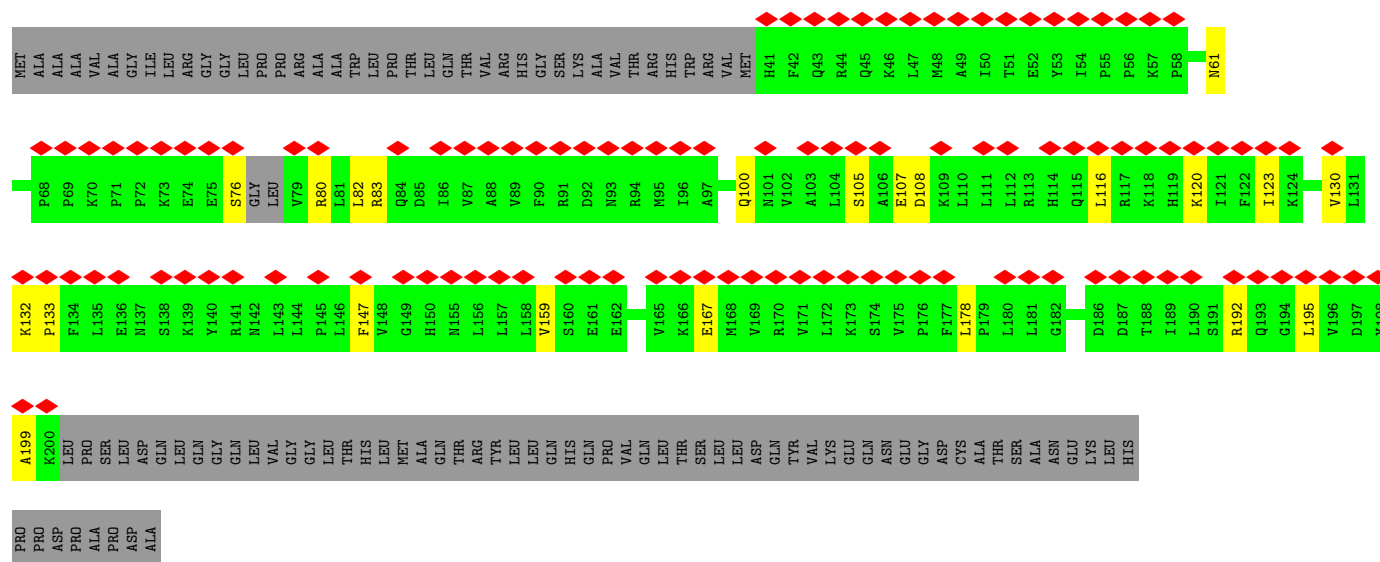 MET ALA ALA ALA ALA VAL ALA GLY ILE LEU ARG GLY GLY LEU PRO PRO ARG ALA ALA TRP LEU PRO THR LEU GLN THR VAL ARG HIS GLY SER LYS ALA VAL THR ARG HIS TRP ARG VAL MET H41 F42 Q43 R44 Q45 K46 L47 M48 A49 I50 T51 E52 Y53 I54 P55 P56 K57 P58 N61
P68 P69 K70 P71 P72 K73 E74 E75 S76 GLY LEU V79 R80 L81 L82 R83 Q84 D85 I86 V87 A88 V89 F90 R91 D92 N93 R94 M95 I96 A97 Q100 N101 V102 A103 L104 S105 A106 E107 D108 K109 L110 L111 L112 R113 H114 Q115 L116 R117 K118 H119 K120 I121 F122 I123 K124 V130 L131
K132 P133 F134 L135 E136 N137 S138 K139 Y140 R141 N142 L143 L144 P145 L146 F147 V148 G149 H150 N155 L156 L157 L158 V159 S160 E161 E162 V165 K166 E167 M168 V169 R170 V171 L172 K173 S174 V175 P176 F177 L178 P179 L180 L181 G182 D186 D187 T188 I189 L190 S191 R192 Q193 G194 L195 V196 D197
A199 K200 LEU PRO SER LEU ASP GLN LEU GLN GLY GLN LEU VAL GLY GLY LEU THR HIS LEU MET ALA GLN THR ARG TYR LEU LEU GLN HIS GLN PRO VAL GLN LEU THR SER LEU LEU ASP GLN TYR VAL LYS GLU GLN ASN GLU GLY ASP CYS ALA THR SER ALA ASN GLU LYS LEU HIS
PRO PRO ASP PRO ALA PRO ASP ALA